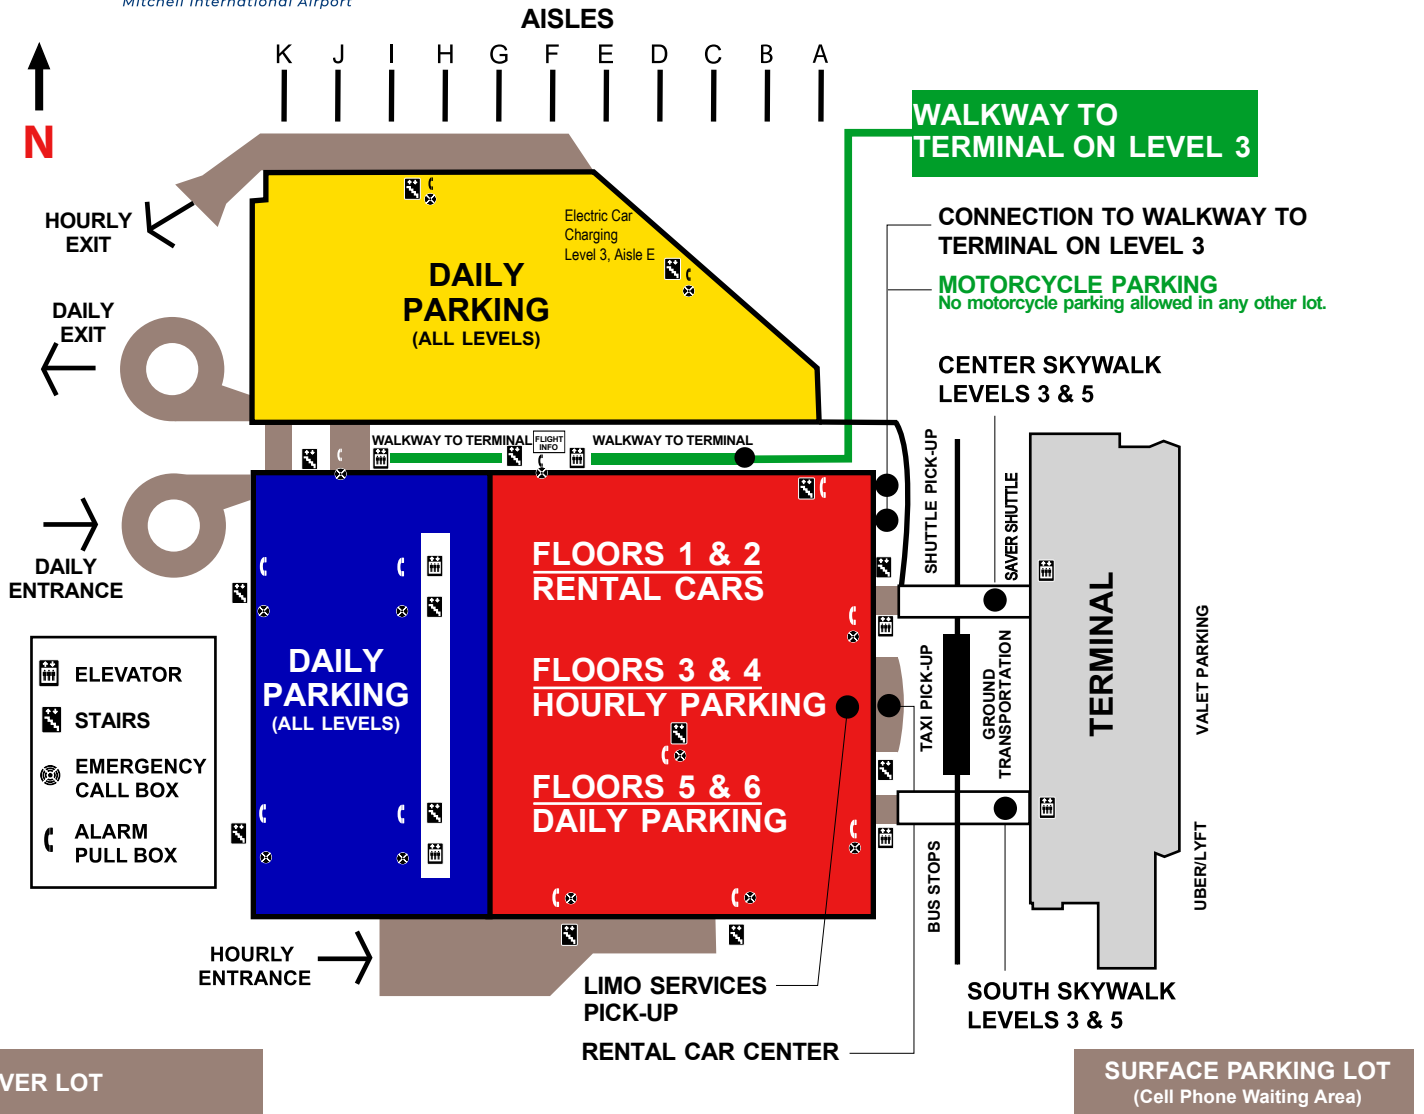 Mitchell International Airport
AISLES
K J I H G F E D C B A
N
WALKWAY TO
TERMINAL ON LEVEL 3
HOURLY
EXIT
Electric Car
Charging
Level 3, Aisle E
CONNECTION TO WALKWAY TO
TERMINAL ON LEVEL 3
DAILY
PARKING
(ALL LEVELS)
MOTORCYCLE PARKING
No motorcycle parking allowed in any other lot.
DAILY
EXIT
CENTER SKYWALK
LEVELS 3 & 5
WALKWAY TO TERMINAL
FLIGHT
INFO
WALKWAY TO TERMINAL
SHUTTLE PICK-UP
SAVER SHUTTLE
DAILY
ENTRANCE
FLOORS 1 & 2
RENTAL CARS
ELEVATOR
STAIRS
EMERGENCY
CALL BOX
ALARM
PULL BOX
DAILY
PARKING
(ALL LEVELS)
FLOORS 3 & 4
HOURLY PARKING
FLOORS 5 & 6
DAILY PARKING
TAXI PICK-UP
GROUND
TRANSPORTATION
TERMINAL
VALET PARKING
BUS STOPS
UBER/LYFT
HOURLY
ENTRANCE
LIMO SERVICES
PICK-UP
SOUTH SKYWALK
LEVELS 3 & 5
RENTAL CAR CENTER
VER LOT
SURFACE PARKING LOT
(Cell Phone Waiting Area)